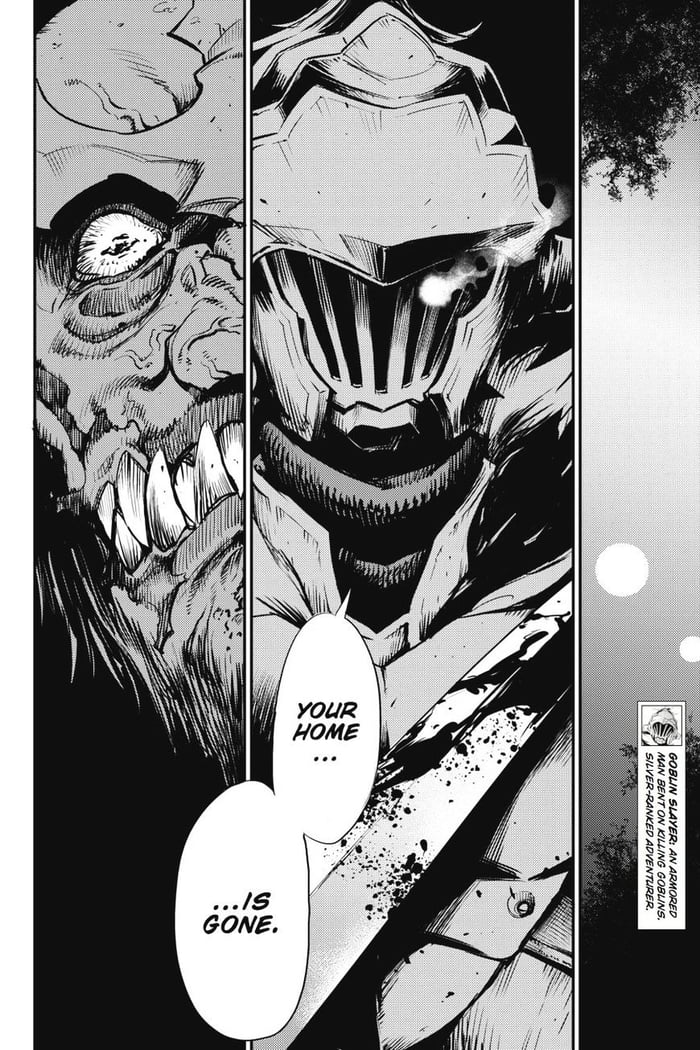 GOBLIN SLAYER: AN ARMORED
MAN BENT ON KILLING GOBLINS.
SILVER-RANKED ADVENTURER.
YOUR
HOME
...
...IS
GONE.